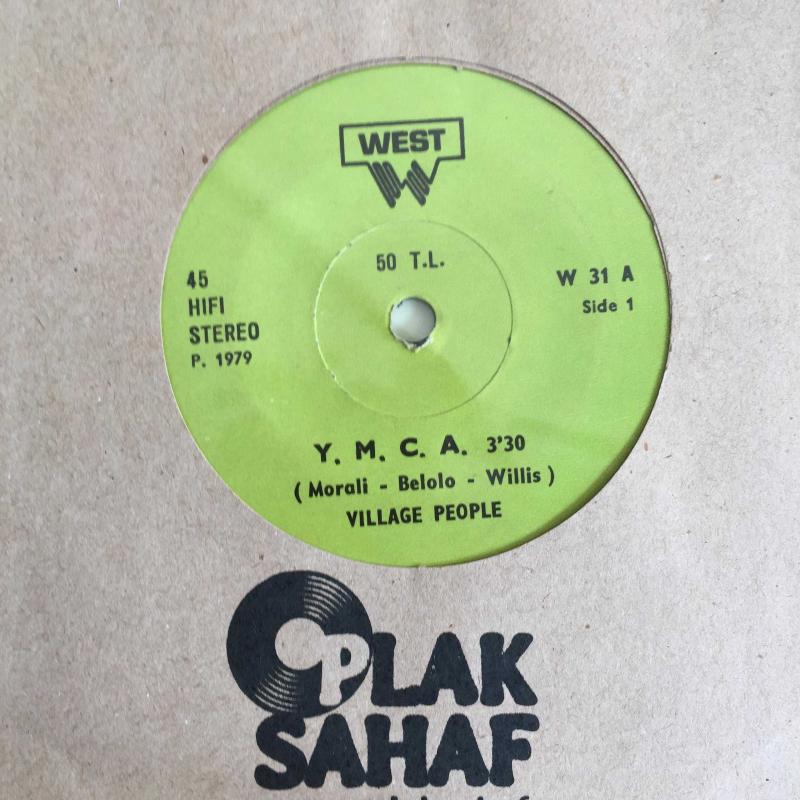 WEST
50 T.L.
45
HIFI
STEREO
P. 1979
W 31 A
Side 1
Y. M. C. A. 3'30
( Morali - Belolo - Willis )
VILLAGE PEOPLE
PLAK
SAHAF